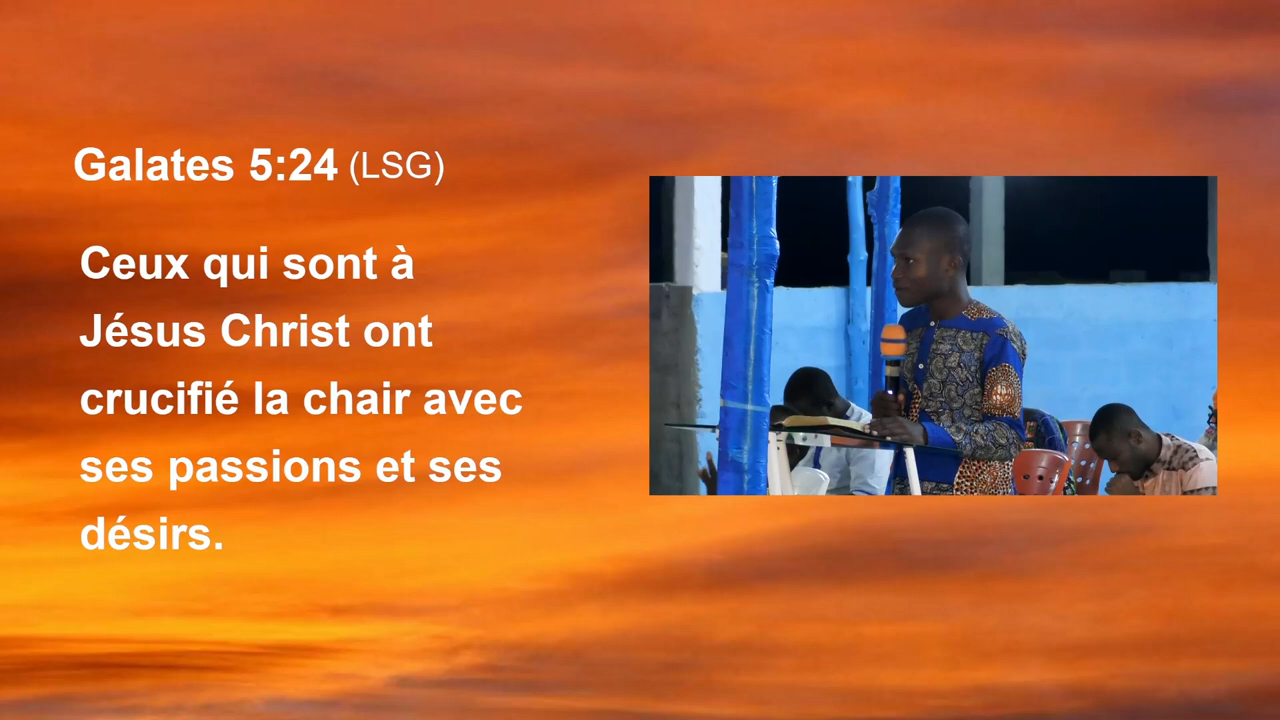 Galates 5:24 (LSG)
Ceux qui sont à
Jésus Christ ont
crucifié la chair avec
ses passions et ses
désirs.